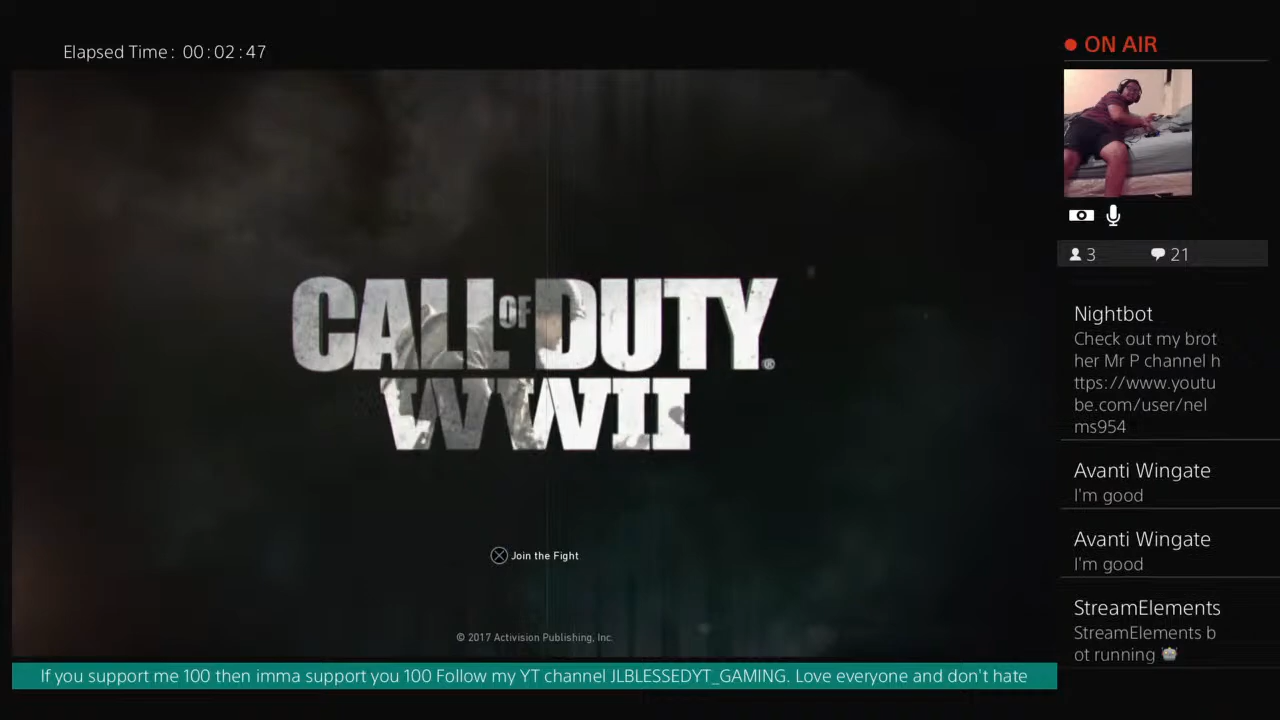 Elapsed Time: 00:02:47
ON AIR
3
21
CALL OF DUTY®
WWII
Join the Fight
© 2017 Activision Publishing, Inc.
Nightbot
Check out my brot
her Mr P channel h
ttps://www.youtu
be.com/user/nel
ms954
Avanti Wingate
I'm good
Avanti Wingate
I'm good
StreamElements
StreamElements b
ot running
If you support me 100 then imma support you 100 Follow my YT channel JLBLESSEDYT_GAMING. Love everyone and don't hate